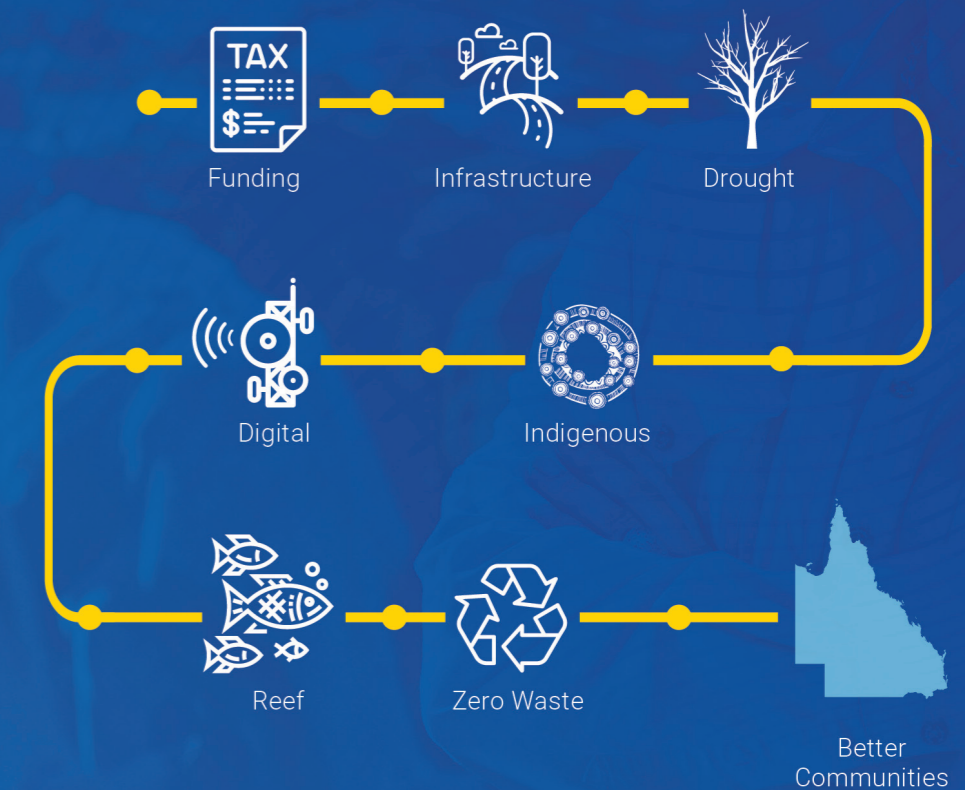 TAX
$
Funding
Infrastructure
Drought
Digital
Indigenous
Reef
Zero Waste
Better
Communities